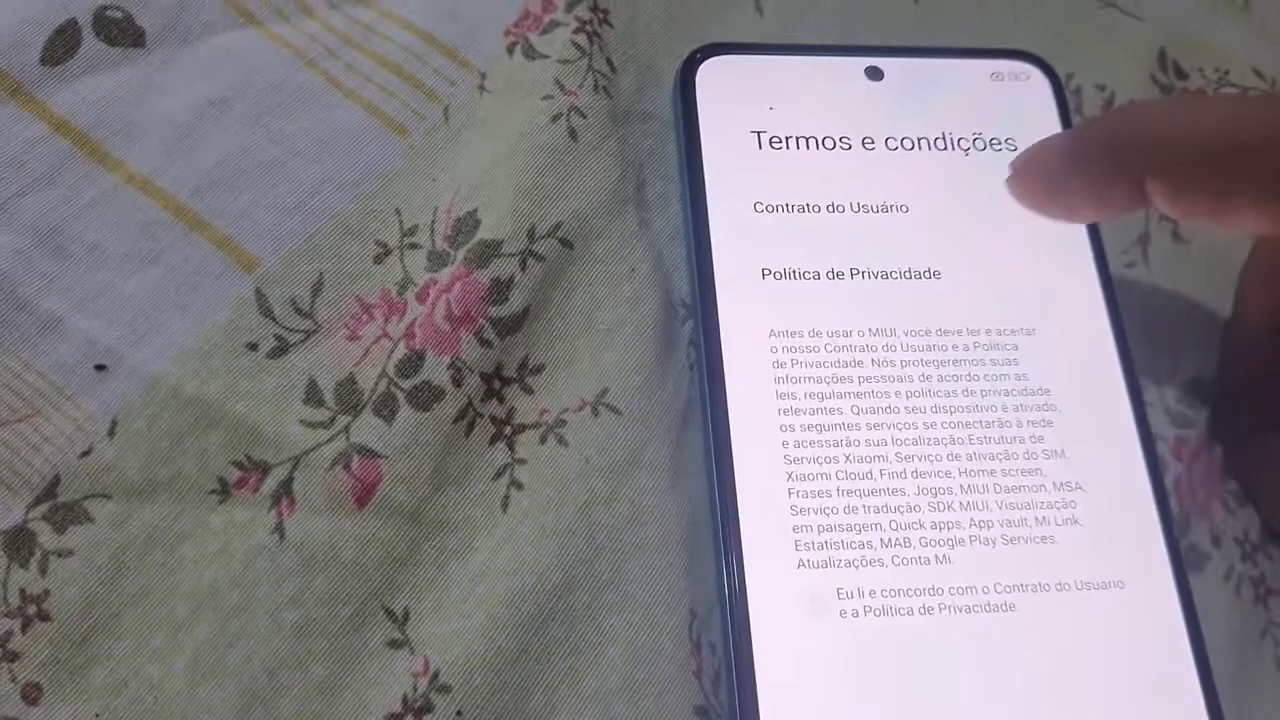 Termos e condições
Contrato do Usuário
Política de Privacidade
Antes de usar o MIUI, você deve ler e aceitar
o nosso Contrato do Usuário e a Política
de Privacidade. Nós protegeremos suas
informações pessoais de acordo com as
leis, regulamentos e políticas de privacidade
relevantes. Quando seu dispositivo é ativado,
os seguintes serviços se conectarão à rede
e acessarão sua localização:Estrutura de
Serviços Xiaomi, Serviço de ativação do SIM,
Xiaomi Cloud, Find device, Home screen,
Frases frequentes, Jogos, MIUI Daemon, MSA,
Serviço de tradução, SDK MIUI, Visualização
em paisagem, Quick apps, App vault, Mi Link,
Estatísticas, MAB, Google Play Services.
Atualizações, Conta Mi.
Eu li e concordo com o Contrato do Usuário
e a Política de Privacidade.